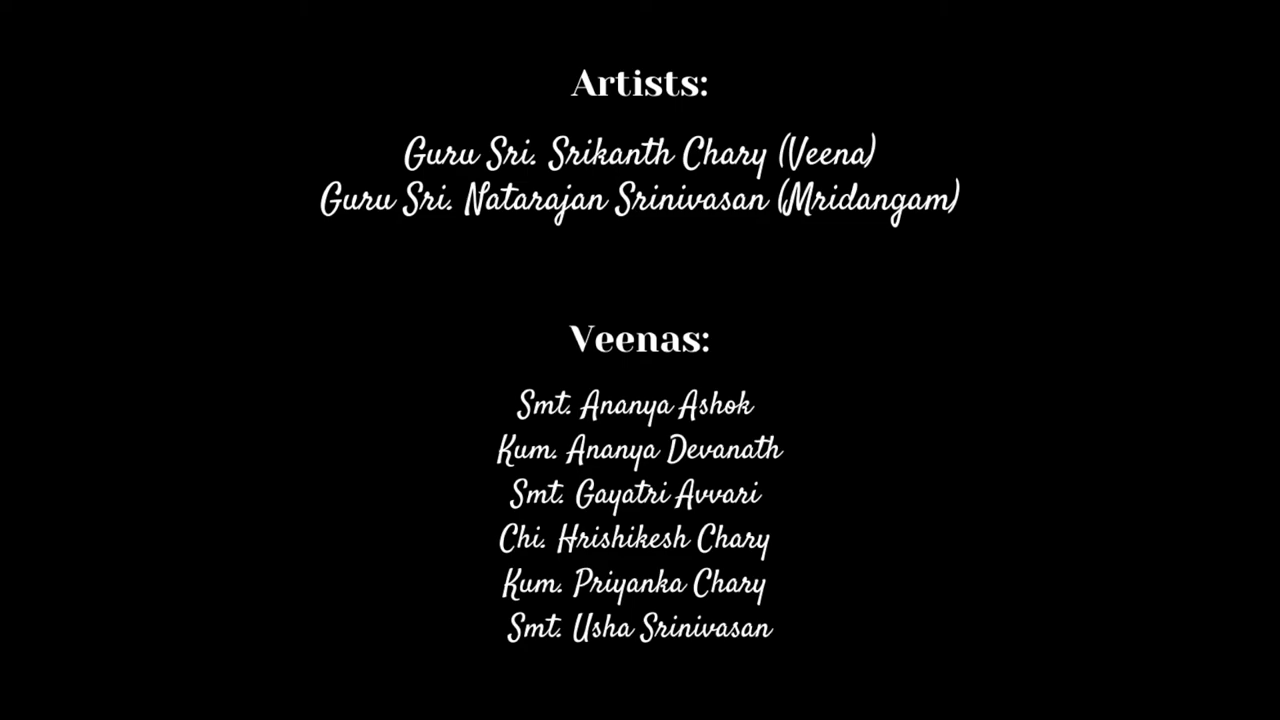 Artists:
Guru Sri. Srikanth Chary (Veena)
Guru Sri. Natarajan Srinivasan (Mridangam)
Veenas:
Smt. Ananya Ashok
Kum. Ananya Devanath
Smt. Gayatri Avvari
Chi. Hrishikesh Chary
Kum. Priyanka Chary
Smt. Usha Srinivasan